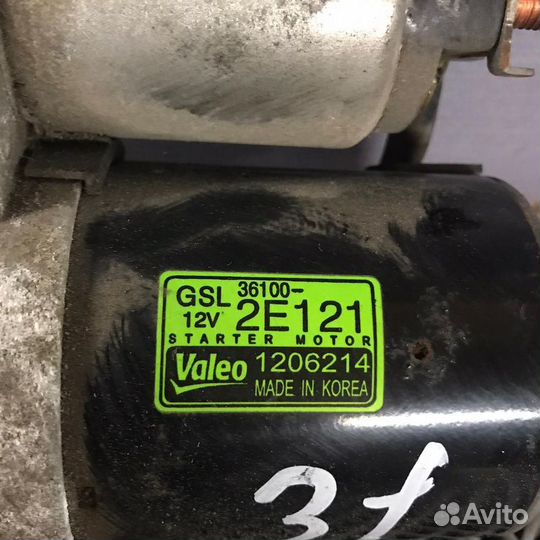 GSL 36100-
12V 2E121
STARTER MOTOR
Valeo 1206214
MADE IN KOREA
Avito